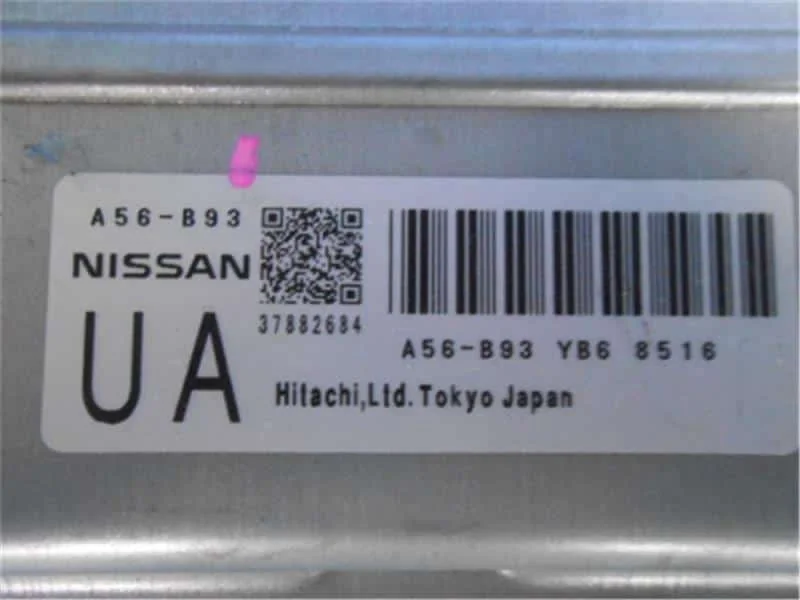 A56-B93
NISSAN
UA
37882684
A56-B93 YB6 8516
Hitachi,Ltd. Tokyo Japan